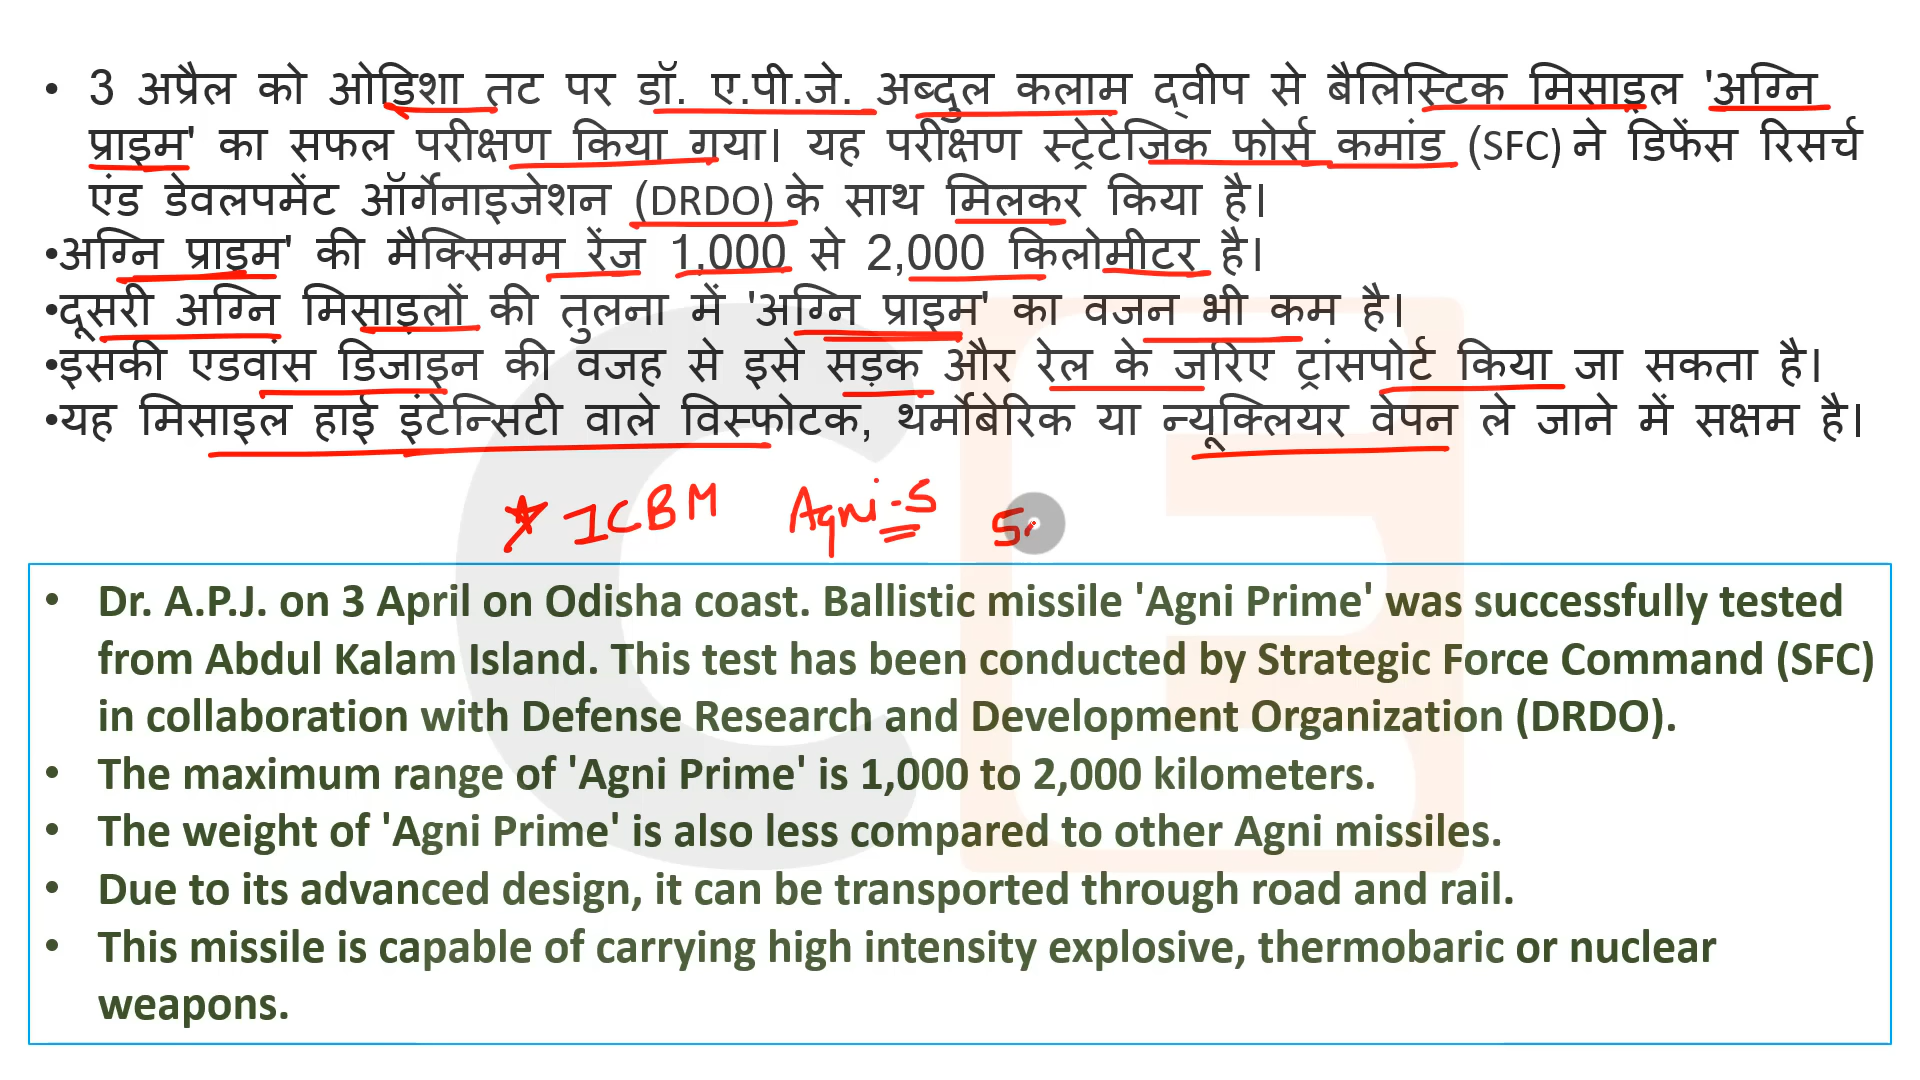 • 3 अप्रैल को ओडिशा तट पर डॉ. ए.पी.जे. अब्दुल कलाम द्वीप से बैलिस्टिक मिसाइल 'अग्नि
प्राइम' का सफल परीक्षण किया गया। यह परीक्षण स्ट्रेटेजिक फोर्स कमांड (SFC) ने डिफेंस रिसर्च
एंड डेवलपमेंट ऑर्गेनाइजेशन (DRDO) के साथ मिलकर किया है।
•अग्नि प्राइम' की मैक्सिमम रेंज 1,000 से 2,000 किलोमीटर है।
•दूसरी अग्नि मिसाइलों की तुलना में 'अग्नि प्राइम' का वजन भी कम है।
•इसकी एडवांस डिजाइन की वजह से इसे सड़क और रेल के जरिए ट्रांसपोर्ट किया जा सकता है।
•यह मिसाइल हाई इंटेन्सिटी वाले विस्फोटक, थर्मोबेरिक या न्यूक्लियर वेपन ले जाने में सक्षम है।
ICBM Agni-5 5
• Dr. A.P.J. on 3 April on Odisha coast. Ballistic missile 'Agni Prime' was successfully tested
from Abdul Kalam Island. This test has been conducted by Strategic Force Command (SFC)
in collaboration with Defense Research and Development Organization (DRDO).
• The maximum range of 'Agni Prime' is 1,000 to 2,000 kilometers.
• The weight of 'Agni Prime' is also less compared to other Agni missiles.
• Due to its advanced design, it can be transported through road and rail.
• This missile is capable of carrying high intensity explosive, thermobaric or nuclear
weapons.